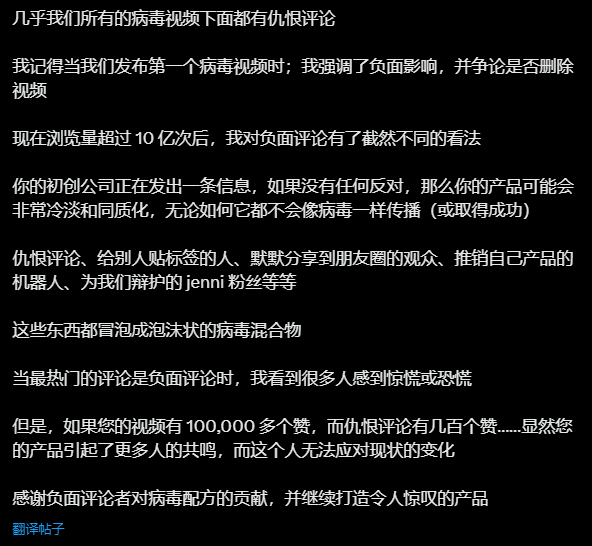 几乎我们所有的病毒视频下面都有仇恨评论
我记得当我们发布第一个病毒视频时；我强调了负面影响，并争论是否删除
视频
现在浏览量超过 10 亿次后，我对负面评论有了截然不同的看法
你的初创公司正在发出一条信息，如果没有任何反对，那么你的产品可能会
非常冷淡和同质化，无论如何它都不会像病毒一样传播（或取得成功）
仇恨评论、给别人贴标签的人、默默分享到朋友圈的观众、推销自己产品的
机器人、为我们辩护的 jenni 粉丝等等
这些东西都冒泡成泡沫状的病毒混合物
当最热门的评论是负面评论时，我看到很多人感到惊慌或恐慌
但是，如果您的视频有 100,000 多个赞，而仇恨评论有几百个赞......显然您
的产品引起了更多人的共鸣，而这个人无法应对现状的变化
感谢负面评论者对病毒配方的贡献，并继续打造令人惊叹的产品
翻译帖子